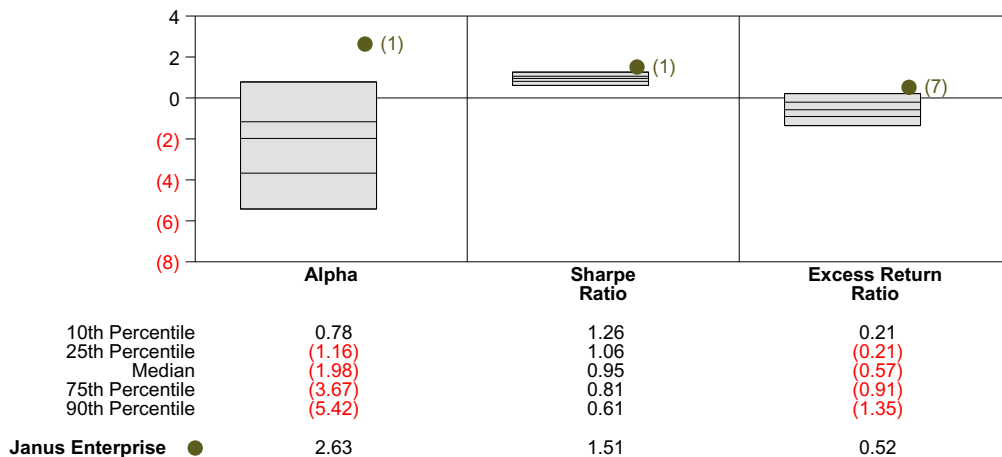 4
2
0
(2)
(4)
(6)
(8)
(1)
(1)
(7)
Alpha
Sharpe
Ratio
Excess Return
Ratio
10th Percentile 0.78 1.26 0.21
25th Percentile (1.16) 1.06 (0.21)
Median (1.98) 0.95 (0.57)
75th Percentile (3.67) 0.81 (0.91)
90th Percentile (5.42) 0.61 (1.35)
Janus Enterprise 2.63 1.51 0.52